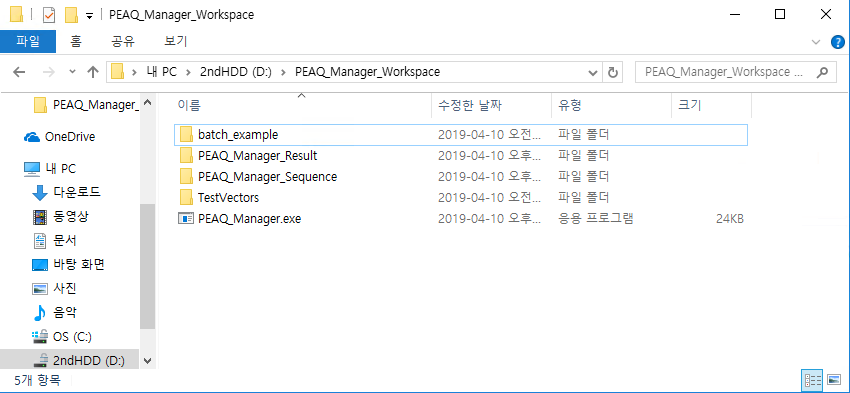 PEAQ_Manager_Workspace
파일 홈 공유 보기
내 PC 2ndHDD (D:) PEAQ_Manager_Workspace PEAQ_Manager_Workspace ...
이름 수정한 날짜 유형 크기
PEAQ_Manager_
OneDrive
내 PC
다운로드
동영상
문서
바탕 화면
사진
음악
OS (C:)
2ndHDD (D:)
batch_example 2019-04-10 오전... 파일 폴더
PEAQ_Manager_Result 2019-04-10 오후... 파일 폴더
PEAQ_Manager_Sequence 2019-04-10 오후... 파일 폴더
TestVectors 2019-04-10 오전... 파일 폴더
PEAQ_Manager.exe 2019-04-10 오후... 응용 프로그램 24KB
5개 항목